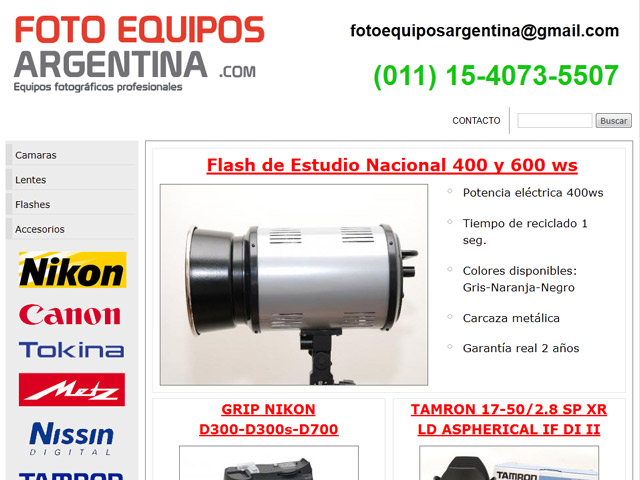 FOTO EQUIPOS
ARGENTINA .COM
Equipos fotográficos profesionales
fotoequiposargentina@gmail.com
(011) 15-4073-5507
CONTACTO
Buscar
Camaras
Lentes
Flashes
Accesorios
Nikon
Canon
Tokina
Metz
Nissin
DIGITAL
TAMRON
Flash de Estudio Nacional 400 y 600 ws
Potencia eléctrica 400ws
Tiempo de reciclado 1
seg.
Colores disponibles:
Gris-Naranja-Negro
Carcaza metálica
Garantía real 2 años
GRIP NIKON
D300-D300s-D700
TAMRON 17-50/2.8 SP XR
LD ASPHERICAL IF DI II
TAMRON